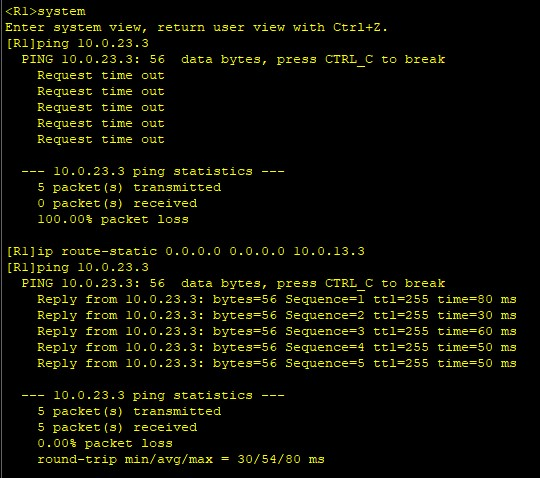 <R1>system
Enter system view, return user view with Ctrl+Z.
[R1]ping 10.0.23.3
  PING 10.0.23.3: 56  data bytes, press CTRL_C to break
    Request time out
    Request time out
    Request time out
    Request time out
    Request time out

  --- 10.0.23.3 ping statistics ---
    5 packet(s) transmitted
    0 packet(s) received
    100.00% packet loss

[R1]ip route-static 0.0.0.0 0.0.0.0 10.0.13.3
[R1]ping 10.0.23.3
  PING 10.0.23.3: 56  data bytes, press CTRL_C to break
    Reply from 10.0.23.3: bytes=56 Sequence=1 ttl=255 time=80 ms
    Reply from 10.0.23.3: bytes=56 Sequence=2 ttl=255 time=30 ms
    Reply from 10.0.23.3: bytes=56 Sequence=3 ttl=255 time=60 ms
    Reply from 10.0.23.3: bytes=56 Sequence=4 ttl=255 time=50 ms
    Reply from 10.0.23.3: bytes=56 Sequence=5 ttl=255 time=50 ms

  --- 10.0.23.3 ping statistics ---
    5 packet(s) transmitted
    5 packet(s) received
    0.00% packet loss
    round-trip min/avg/max = 30/54/80 ms